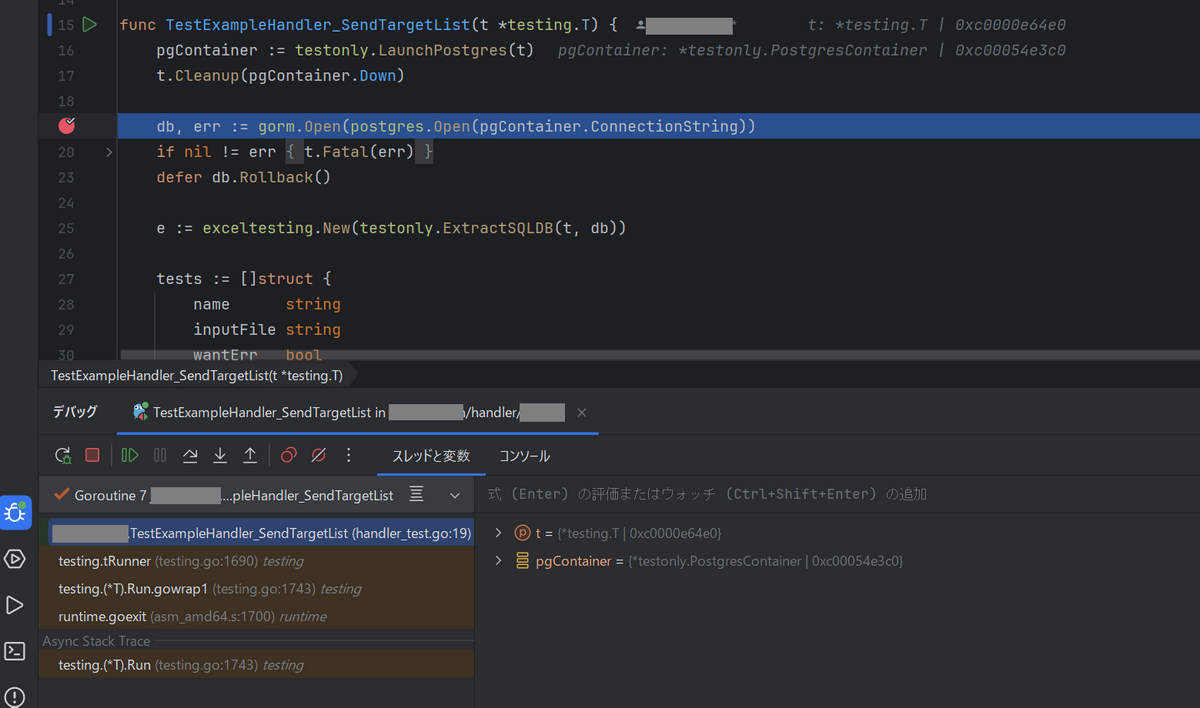 14
15 func TestExampleHandler_SendTargetList(t *testing.T) { t: *testing.T | 0xc0000e64e0
16 pgContainer := testonly.LaunchPostgres(t) pgContainer: *testonly.PostgresContainer | 0xc00054e3c0
17 t.Cleanup(pgContainer.Down)
18
db, err := gorm.Open(postgres.Open(pgContainer.ConnectionString))
20 if nil != err { t.Fatal(err) }
23 defer db.Rollback()
24
25 e := exceltesting.New(testonly.ExtractSQLDB(t, db))
26
27 tests := []struct {
28 name string
29 inputFile string
30 wantErr bool
TestExampleHandler_SendTargetList(t *testing.T)
デバッグ TestExampleHandler_SendTargetList in /handler/
スレッドと変数 コンソール
Goroutine 7 ....pleHandler_SendTargetList
式 (Enter) の評価またはウォッチ (Ctrl+Shift+Enter) の追加
.TestExampleHandler_SendTargetList (handler_test.go:19)
testing.tRunner (testing.go:1690) testing
testing.(*T).Run.gowrap1 (testing.go:1743) testing
runtime.goexit (asm_amd64.s:1700) runtime
Async Stack Trace
testing.(*T).Run (testing.go:1743) testing
t = {*testing.T | 0xc0000e64e0}
pgContainer = {*testonly.PostgresContainer | 0xc00054e3c0}